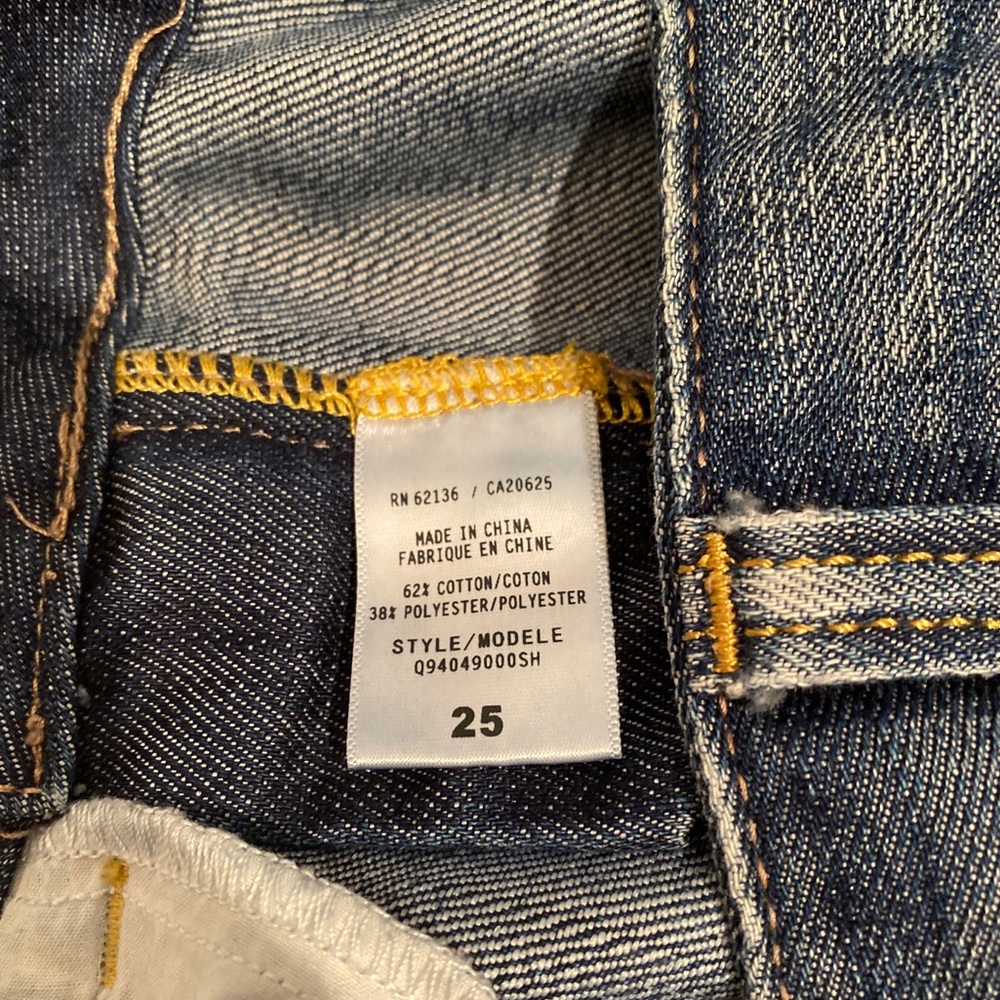 RN 62136 / CA20625
MADE IN CHINA
FABRIQUE EN CHINE
62% COTTON/COTON
38% POLYESTER/POLYESTER
STYLE/MODELE
Q94049000SH
25